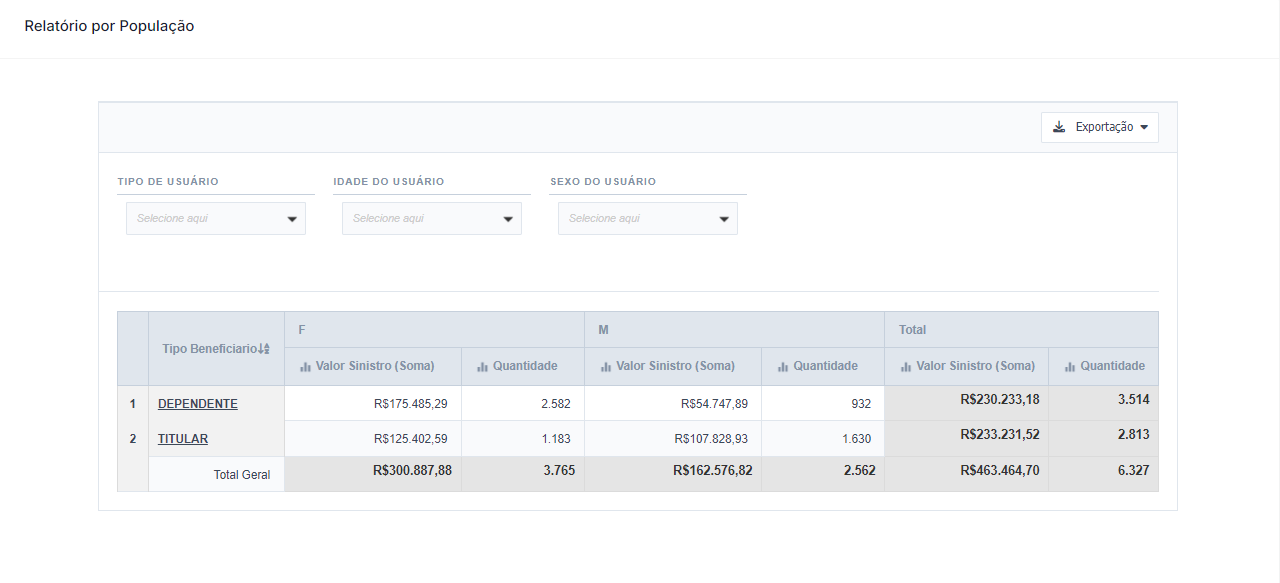 Relatório por População
Exportação
TIPO DE USUÁRIO IDADE DO USUÁRIO SEXO DO USUÁRIO
Selecione aqui Selecione aqui Selecione aqui
Tipo Beneficiario F M Total
Valor Sinistro (Soma) Quantidade Valor Sinistro (Soma) Quantidade Valor Sinistro (Soma) Quantidade
1 DEPENDENTE R$175.485,29 2.582 R$54.747,89 932 R$230.233,18 3.514
2 TITULAR R$125.402,59 1.183 R$107.828,93 1.630 R$233.231,52 2.813
Total Geral R$300.887,88 3.765 R$162.576,82 2.562 R$463.464,70 6.327